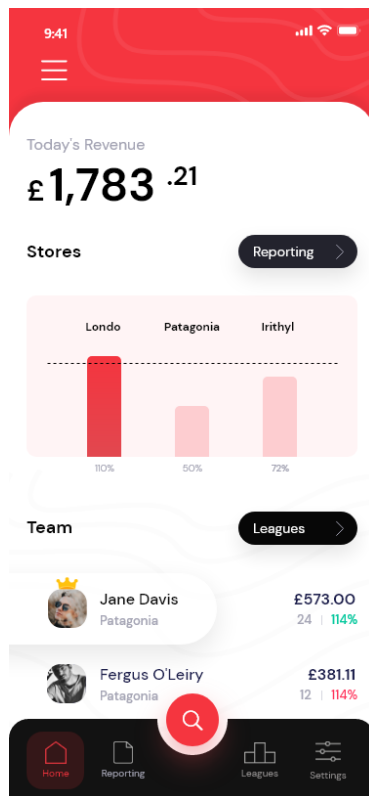 9:41
Today's Revenue
£1,783 .21
Stores
Reporting
Londo Patagonia Irithyl
110% 50% 72%
Team
Leagues
Jane Davis £573.00
Patagonia 24 | 114%
Fergus O'Leiry £381.11
Patagonia 12 | 114%
Home Reporting Leagues Settings